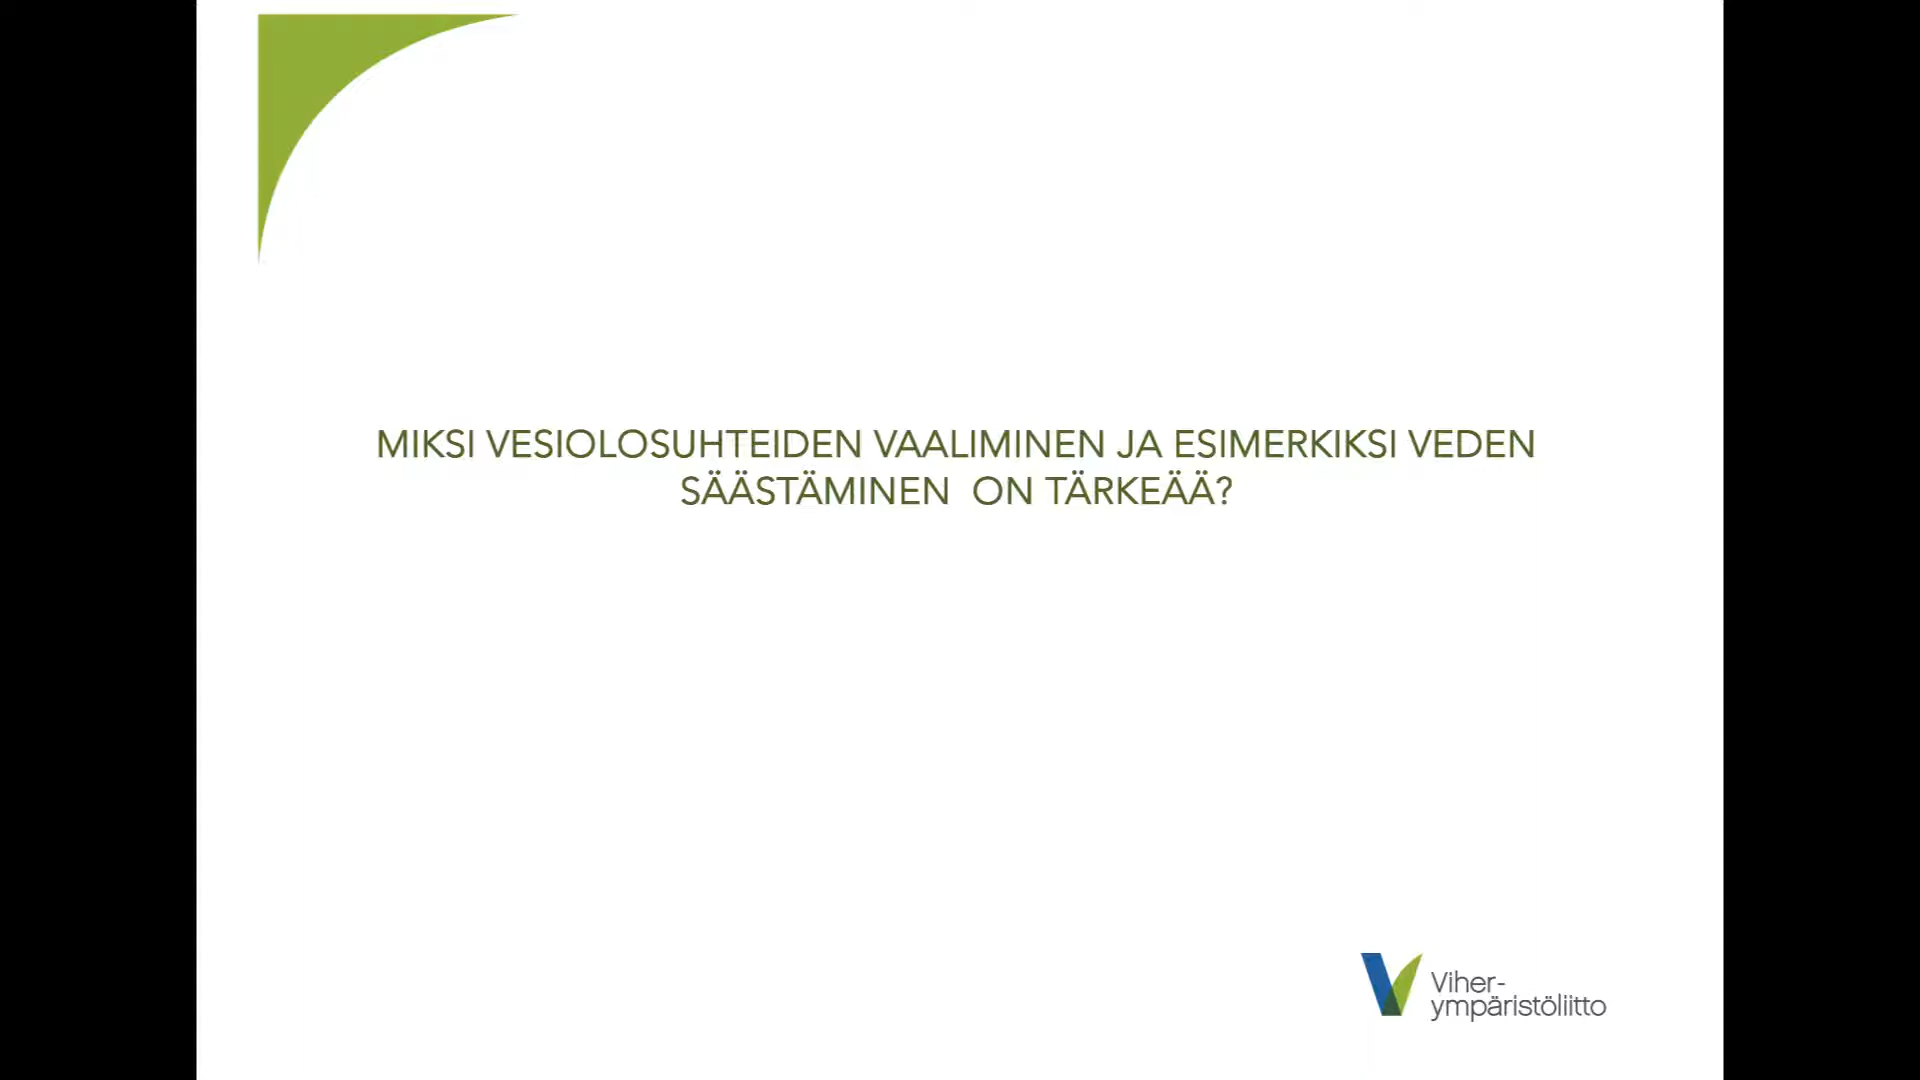 MIKSI VESIOLOSUHTEIDEN VAALIMINEN JA ESIMERKIKSI VEDEN
SÄÄSTÄMINEN  ON TÄRKEÄÄ?
Viher-
ympäristöliitto